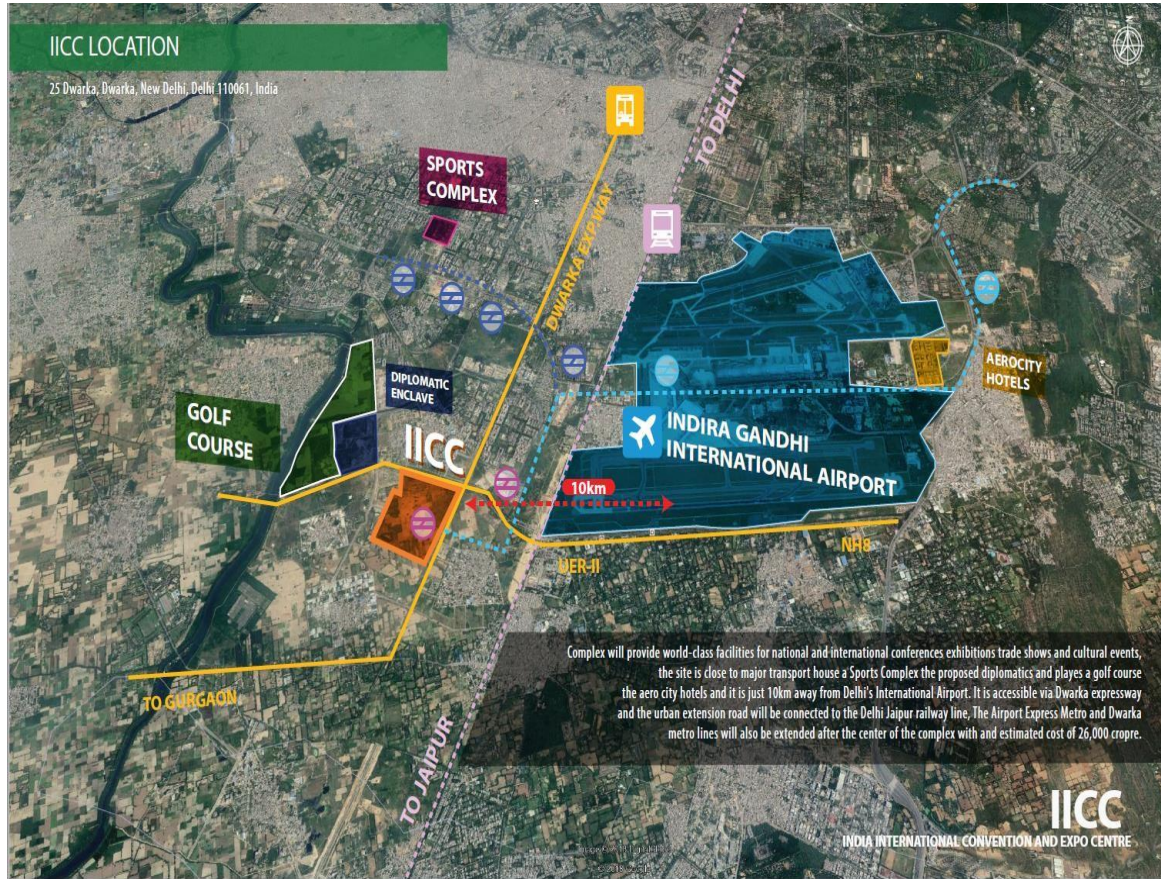 IICC LOCATION
25 Dwarka, Dwarka, New Delhi, Delhi 110061, India
N
SPORTS
COMPLEX
TO DELHI
DWARKA EXPWAY
DIPLOMATIC
ENCLAVE
GOLF
COURSE
IICC
AEROCITY
HOTELS
INDIRA GANDHI
INTERNATIONAL AIRPORT
10km
UER-II
NH8
TO GURGAON
TO JAIPUR
Complex will provide world-class facilities for national and international conferences exhibitions trade shows and cultural events,
the site is close to major transport house a Sports Complex the proposed diplomatics and playes a golf course
the aero city hotels and it is just 10km away from Delhi's International Airport. It is accessible via Dwarka expressway
and the urban extension road will be connected to the Delhi Jaipur railway line, The Airport Express Metro and Dwarka
metro lines will also be extended after the center of the complex with and estimated cost of 26,000 cropre.
IICC
INDIA INTERNATIONAL CONVENTION AND EXPO CENTRE